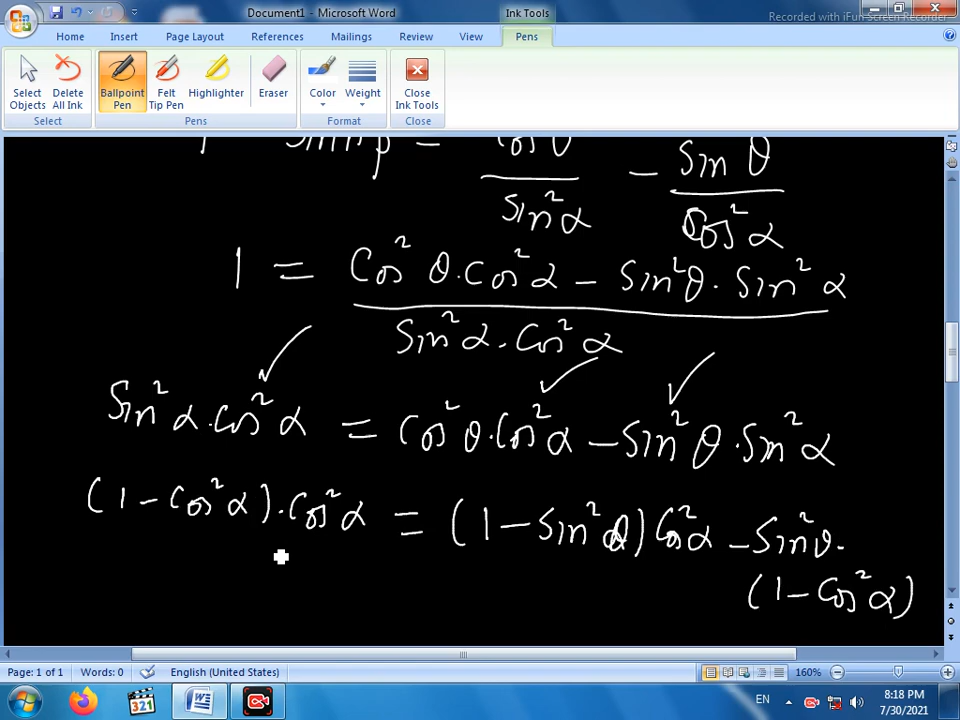 Document1 - Microsoft Word
Ink Tools
Recorded with iFun Screen Recorder
Home Insert Page Layout References Mailings Review View Pens
Select Objects
Delete All Ink
Ballpoint Pen
Felt Tip Pen
Highlighter
Eraser
Color
Weight
Close Ink Tools
Select Pens Format Close
cos θ / sin²α − sin θ / cos²α
1 = cos²θ·cos²α − sin²θ·sin²α / sin²α·cos²α
sin²α·cos²α = cos²θ·cos²α − sin²θ·sin²α
(1 − cos²α)·cos²α = (1 − sin²θ) cos²α − sin²θ·
(1 − cos²α)
Page: 1 of 1 Words: 0 English (United States) 160%
321
EN
8:18 PM
7/30/2021